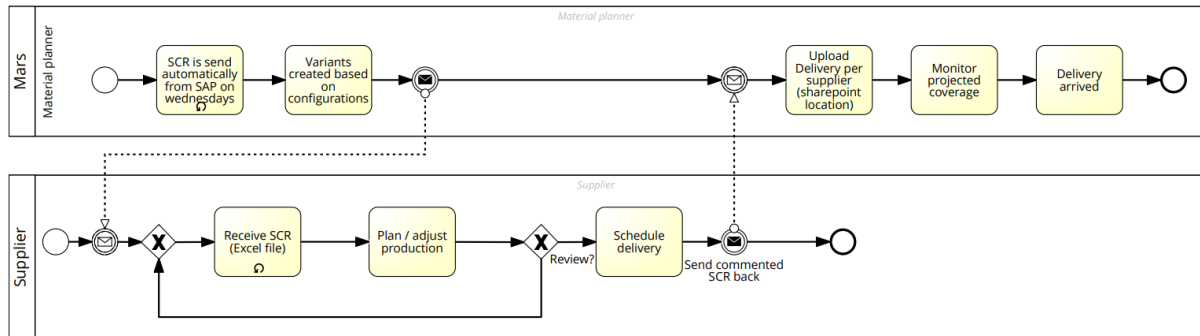 Mars
Material planner
Material planner
SCR is send
automatically
from SAP on
wednesdays
Variants
created based
on
configurations
Upload
Delivery per
supplier
(sharepoint
location)
Monitor
projected
coverage
Delivery
arrived
Supplier
Supplier
Receive SCR
(Excel file)
Plan / adjust
production
Review?
Schedule
delivery
Send commented
SCR back